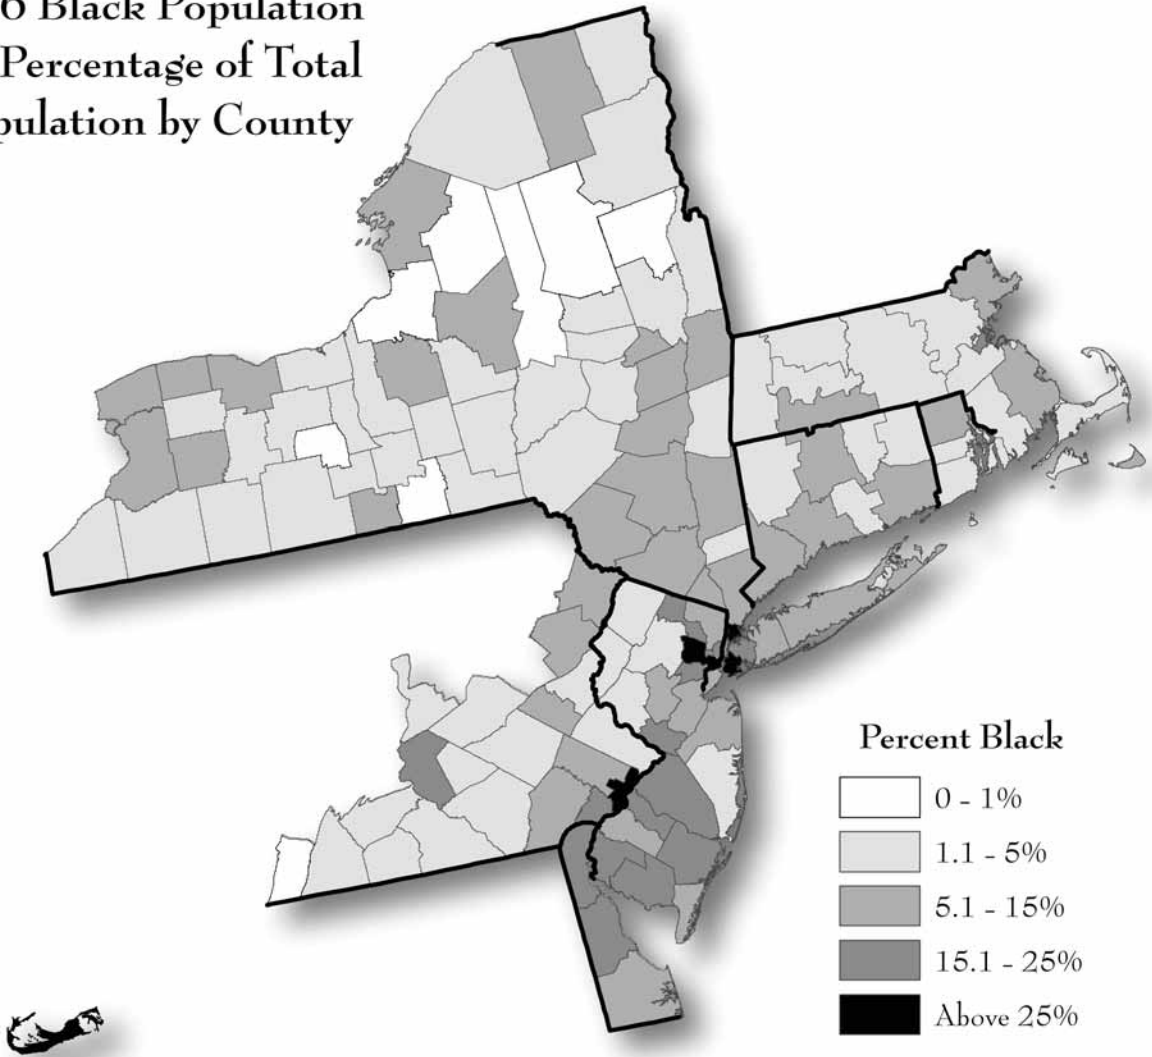 6 Black Population
Percentage of Total
pulation by County
Percent Black
0 - 1%
1.1 - 5%
5.1 - 15%
15.1 - 25%
Above 25%